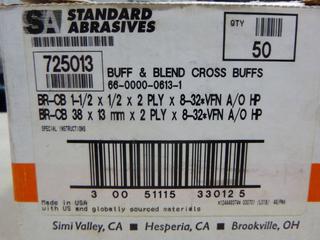 SA STANDARD
ABRASIVES
QTY
50
725013
BUFF & BLEND CROSS BUFFS
66-0000-0613-1
BR-CB 1-1/2 x 1/2 x 2 PLY x 8-32*VFN A/O HP
BR-CB 38 x 13 mm x 2 PLY x 8-32*VFN A/O HP
SPECIAL INSTRUCTIONS
3 00 51115 33012 5
Made in USA
with US and globally sourced materials
Simi Valley, CA Hesperia, CA Brookville, OH